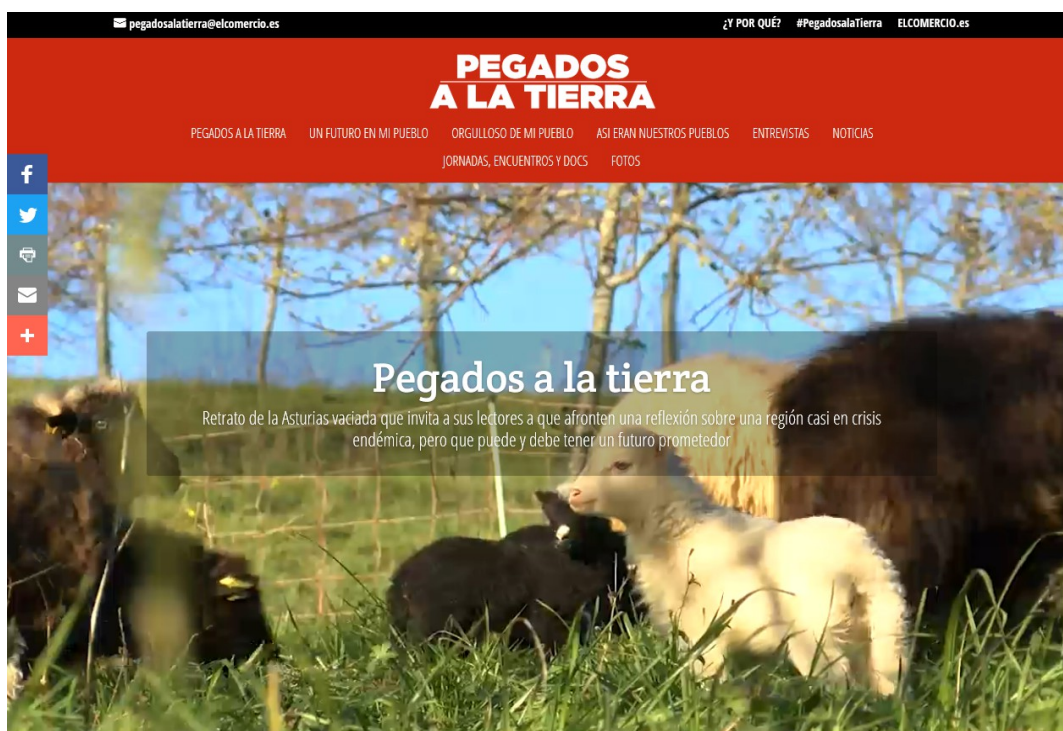 pegadosalatierra@elcomercio.es
¿Y POR QUÉ? #PegadosalaTierra ELCOMERCIO.es
PEGADOS
A LA TIERRA
PEGADOS A LA TIERRA UN FUTURO EN MI PUEBLO ORGULLOSO DE MI PUEBLO ASI ERAN NUESTROS PUEBLOS ENTREVISTAS NOTICIAS
JORNADAS, ENCUENTROS Y DOCS FOTOS
Pegados a la tierra
Retrato de la Asturias vaciada que invita a sus lectores a que afronten una reflexión sobre una región casi en crisis
endémica, pero que puede y debe tener un futuro prometedor